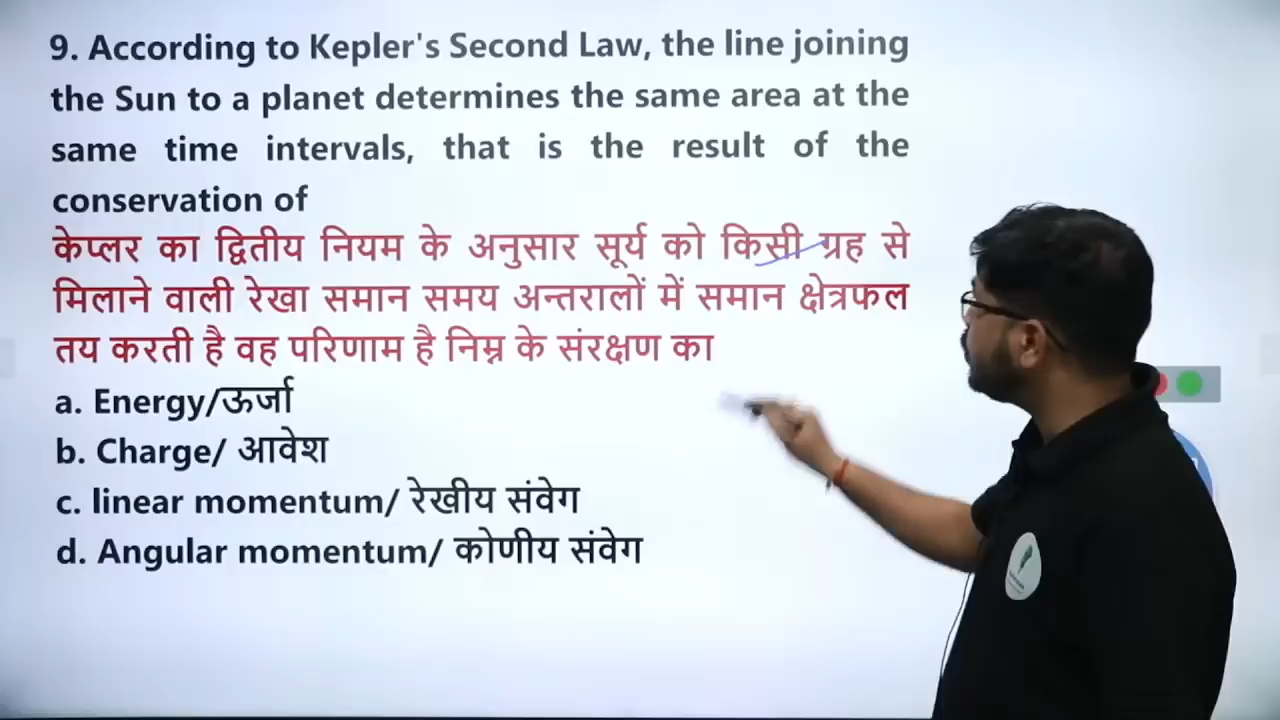 9. According to Kepler's Second Law, the line joining
the Sun to a planet determines the same area at the
same time intervals, that is the result of the
conservation of
केप्लर का द्वितीय नियम के अनुसार सूर्य को किसी ग्रह से
मिलाने वाली रेखा समान समय अन्तरालों में समान क्षेत्रफल
तय करती है वह परिणाम है निम्न के संरक्षण का
a. Energy/ऊर्जा
b. Charge/ आवेश
c. linear momentum/ रेखीय संवेग
d. Angular momentum/ कोणीय संवेग